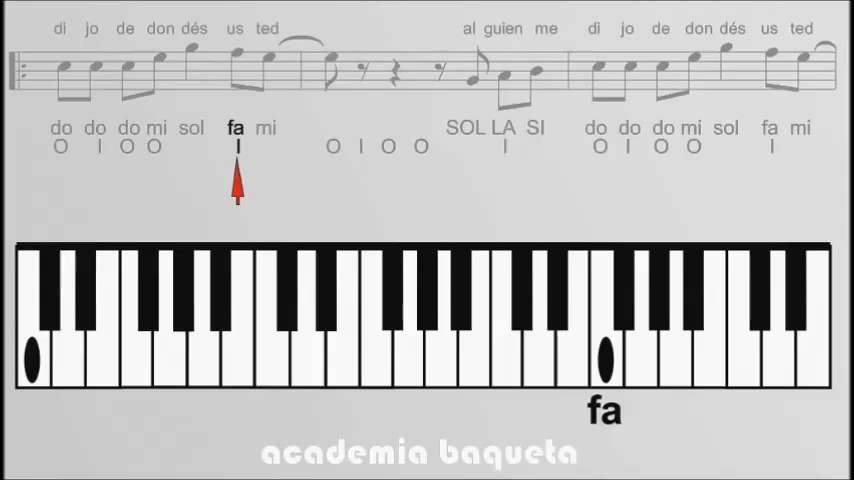 di jo de don dés us ted al guien me di jo de don dés us ted
do do do mi sol fa mi SOL LA SI do do do mi sol fa mi
O I O O I O I O O I O I O O I
fa
academia baqueta